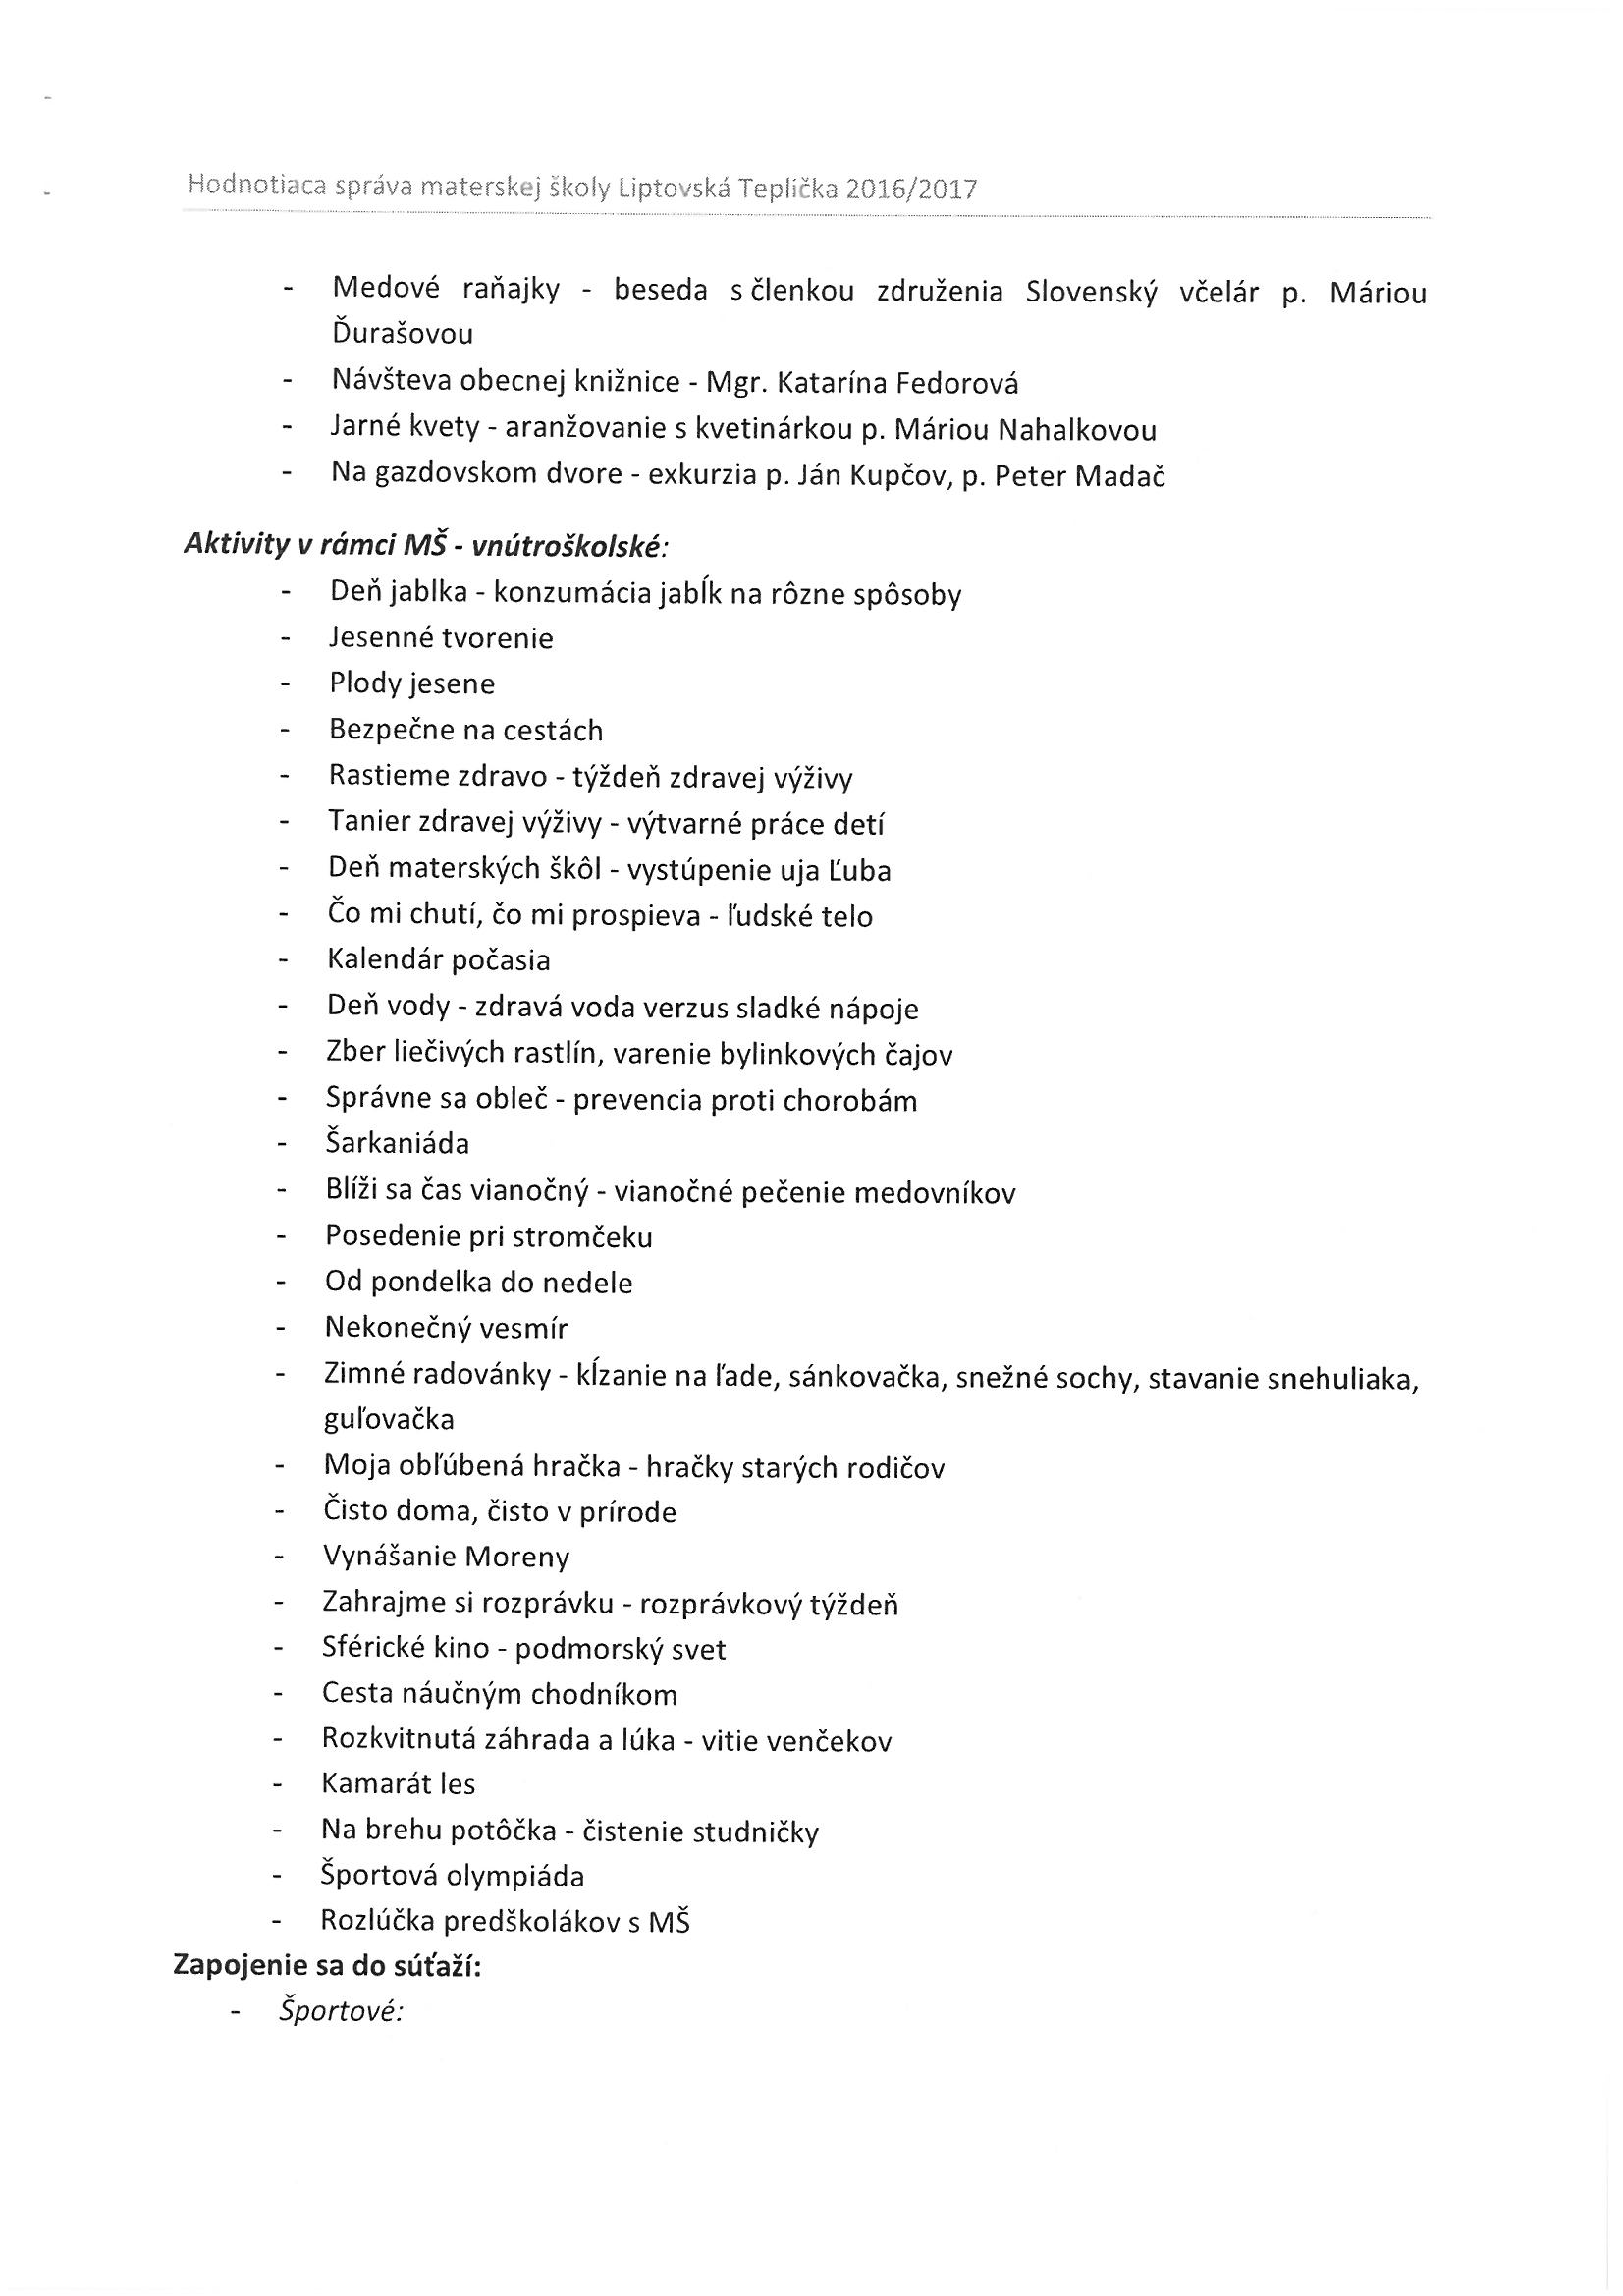 Hodnotiaca správa materskej školy Liptovská Teplička 2016/2017
- Medové raňajky - beseda s členkou združenia Slovenský včelár p. Máriou
Ďurašovou
- Návšteva obecnej knižnice - Mgr. Katarína Fedorová
- Jarné kvety - aranžovanie s kvetinárkou p. Máriou Nahalkovou
- Na gazdovskom dvore - exkurzia p. Ján Kupčov, p. Peter Madač
Aktivity v rámci MŠ - vnútroškolské:
- Deň jablka - konzumácia jabĺk na rôzne spôsoby
- Jesenné tvorenie
- Plody jesene
- Bezpečne na cestách
- Rastieme zdravo - týždeň zdravej výživy
- Tanier zdravej výživy - výtvarné práce detí
- Deň materských škôl - vystúpenie uja Ľuba
- Čo mi chutí, čo mi prospieva - ľudské telo
- Kalendár počasia
- Deň vody - zdravá voda verzus sladké nápoje
- Zber liečivých rastlín, varenie bylinkových čajov
- Správne sa obleč - prevencia proti chorobám
- Šarkaniáda
- Blíži sa čas vianočný - vianočné pečenie medovníkov
- Posedenie pri stromčeku
- Od pondelka do nedele
- Nekonečný vesmír
- Zimné radovánky - kĺzanie na ľade, sánkovačka, snežné sochy, stavanie snehuliaka,
guľovačka
- Moja obľúbená hračka - hračky starých rodičov
- Čisto doma, čisto v prírode
- Vynášanie Moreny
- Zahrajme si rozprávku - rozprávkový týždeň
- Sférické kino - podmorský svet
- Cesta náučným chodníkom
- Rozkvitnutá záhrada a lúka - vitie venčekov
- Kamarát les
- Na brehu potôčka - čistenie studničky
- Športová olympiáda
- Rozlúčka predškolákov s MŠ
Zapojenie sa do súťaží:
- Športové: